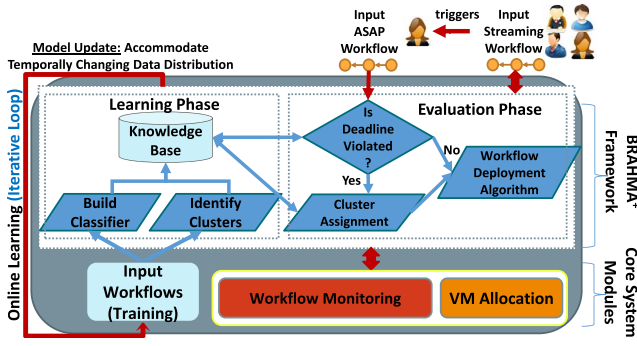 Input
ASAP
Workflow
triggers
Input
Streaming
Workflow
Model Update: Accommodate
Temporally Changing Data Distribution
Learning Phase
Knowledge
Base
Build
Classifier
Identify
Clusters
Evaluation Phase
Is
Deadline
Violated
?
No
Yes
Cluster
Assignment
Workflow
Deployment
Algorithm
Input
Workflows
(Training)
Workflow Monitoring
VM Allocation
Online Learning (Iterative Loop)
BRAHMA+
Framework
Core System
Modules